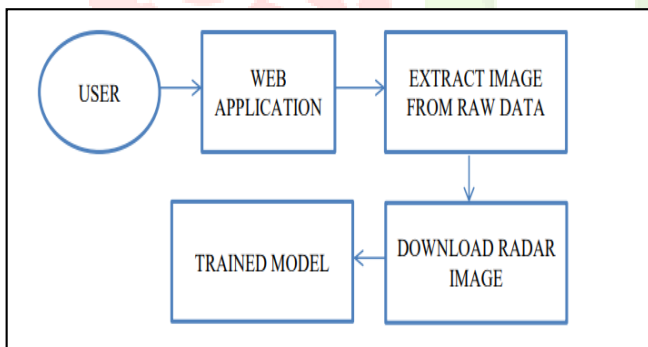 USER
WEB
APPLICATION
EXTRACT IMAGE
FROM RAW DATA
TRAINED MODEL
DOWNLOAD RADAR
IMAGE